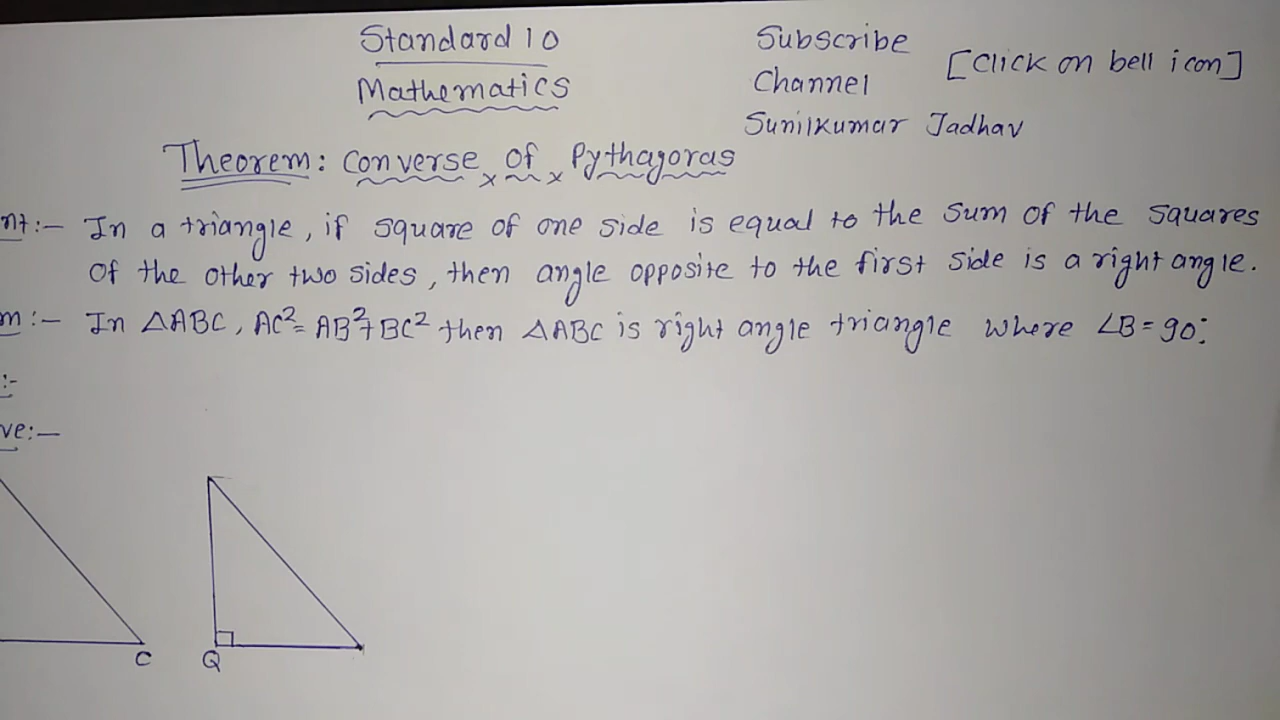 Standard 10
Mathematics
Subscribe
Channel
Sunilkumar Jadhav
[Click on bell icon]
Theorem: Converse of Pythagoras
nt:- In a triangle, if square of one side is equal to the sum of the squares
of the other two sides, then angle opposite to the first side is a right angle.
m:- In △ABC, AC²= AB²+BC² then △ABC is right angle triangle where ∠B=90°.
:-
ve:-
C
Q